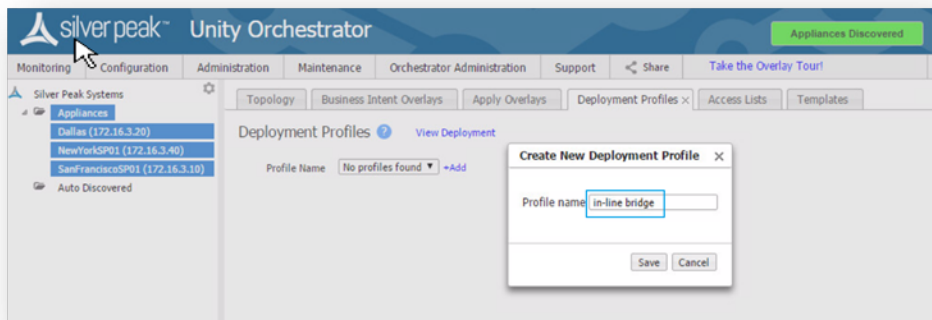 silver peak™ Unity Orchestrator
Appliances Discovered
Monitoring Configuration Administration Maintenance Orchestrator Administration Support Share Take the Overlay Tour!
Silver Peak Systems
Appliances
Dallas (172.16.3.20)
NewYorkSP01 (172.16.3.40)
SanFranciscoSP01 (172.16.3.10)
Auto Discovered
Topology Business Intent Overlays Apply Overlays Deployment Profiles × Access Lists Templates
Deployment Profiles ? View Deployment
Profile Name No profiles found ▼ +Add
Create New Deployment Profile ×
Profile name in-line bridge
Save Cancel